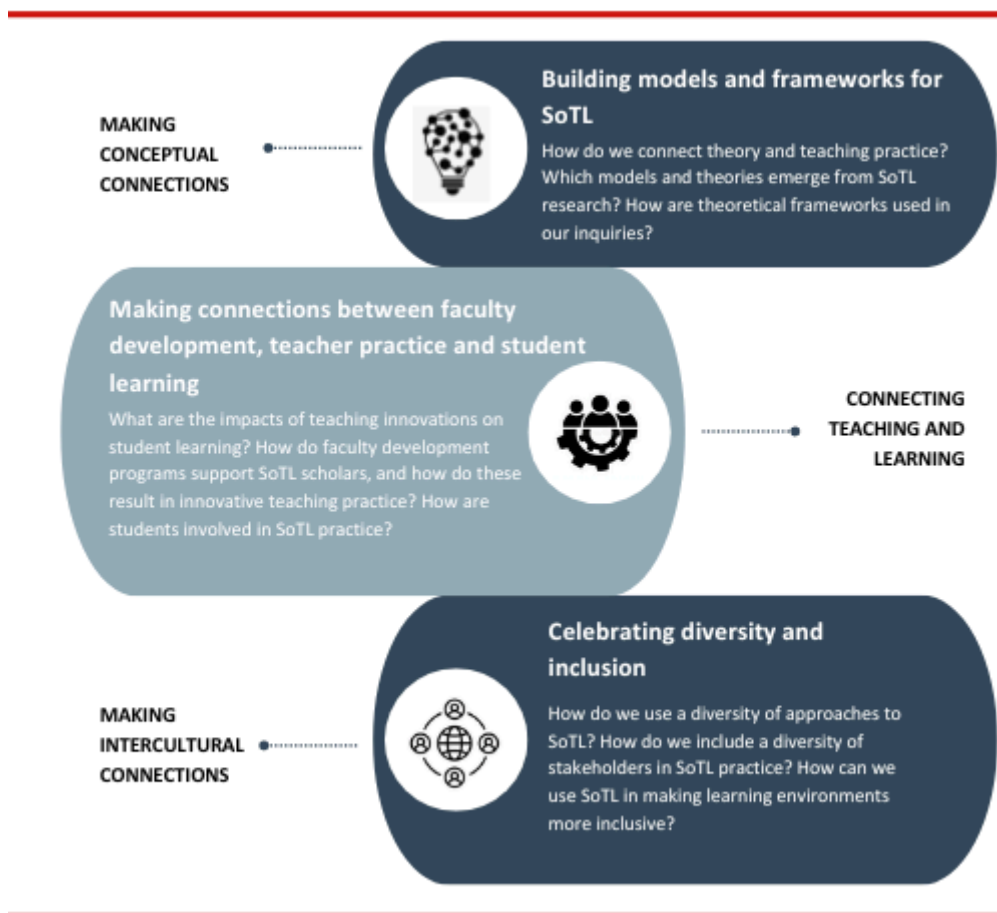 MAKING
CONCEPTUAL
CONNECTIONS
Building models and frameworks for
SoTL
How do we connect theory and teaching practice?
Which models and theories emerge from SoTL
research? How are theoretical frameworks used in
our inquiries?
Making connections between faculty
development, teacher practice and student
learning
What are the impacts of teaching innovations on
student learning? How do faculty development
programs support SoTL scholars, and how do these
result in innovative teaching practice? How are
students involved in SoTL practice?
CONNECTING
TEACHING AND
LEARNING
MAKING
INTERCULTURAL
CONNECTIONS
Celebrating diversity and
inclusion
How do we use a diversity of approaches to
SoTL? How do we include a diversity of
stakeholders in SoTL practice? How can we
use SoTL in making learning environments
more inclusive?